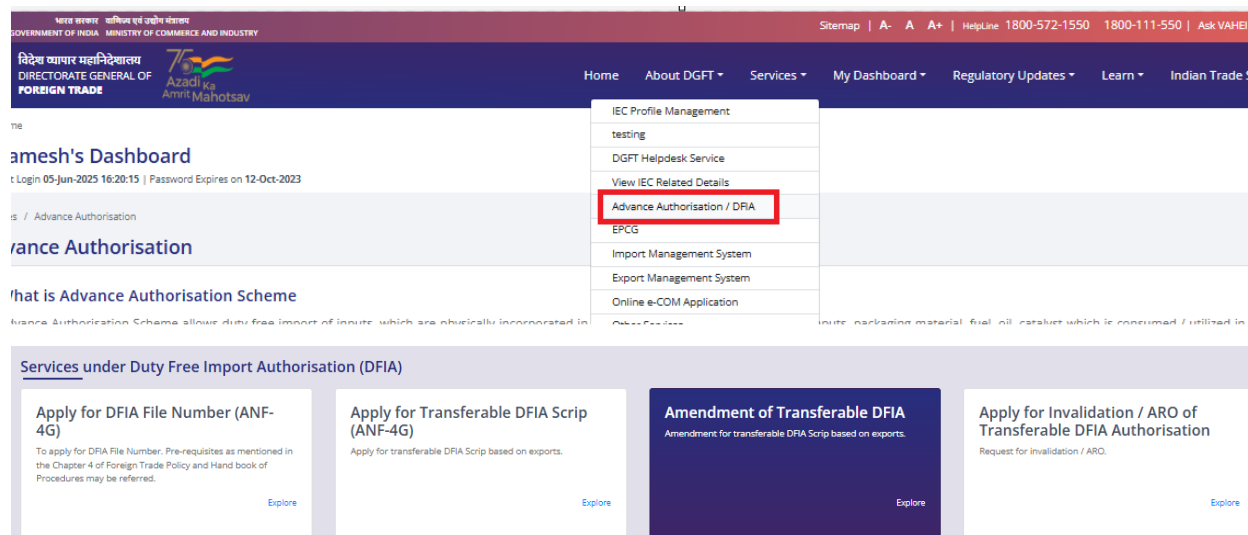 भारत सरकार वाणिज्य एवं उद्योग मंत्रालय
GOVERNMENT OF INDIA MINISTRY OF COMMERCE AND INDUSTRY
Sitemap | A- A A+ | HelpLine 1800-572-1550 1800-111-550 | Ask VAHEI
विदेश व्यापार महानिदेशालय
DIRECTORATE GENERAL OF
FOREIGN TRADE
75
Azadi Ka
Amrit Mahotsav
Home About DGFT Services My Dashboard Regulatory Updates Learn Indian Trade S
me
amesh's Dashboard
t Login 05-Jun-2025 16:20:15 | Password Expires on 12-Oct-2023
es / Advance Authorisation
vance Authorisation
hat is Advance Authorisation Scheme
dvance Authorisation Scheme allows duty free import of inputs, which are physically incorporated in
puts, packaging material, fuel, oil, catalyst which is consumed / utilized in
IEC Profile Management
testing
DGFT Helpdesk Service
View IEC Related Details
Advance Authorisation / DFIA
EPCG
Import Management System
Export Management System
Online e-COM Application
Other Services
Services under Duty Free Import Authorisation (DFIA)
Apply for DFIA File Number (ANF-
4G)
To apply for DFIA File Number. Pre-requisites as mentioned in
the Chapter 4 of Foreign Trade Policy and Hand book of
Procedures may be referred.
Explore
Apply for Transferable DFIA Scrip
(ANF-4G)
Apply for transferable DFIA Scrip based on exports.
Explore
Amendment of Transferable DFIA
Amendment for transferable DFIA Scrip based on exports.
Explore
Apply for Invalidation / ARO of
Transferable DFIA Authorisation
Request for invalidation / ARO.
Explore